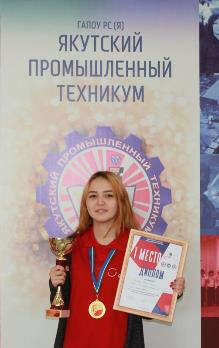 ГАПОУ РС (Я)
ЯКУТСКИЙ
ПРОМЫШЛЕННЫЙ
ТЕХНИКУМ
ЯКУТСКИЙ ПРОМЫШЛЕННЫЙ ТЕХНИКУМ
I МЕСТО
ДИПЛОМ